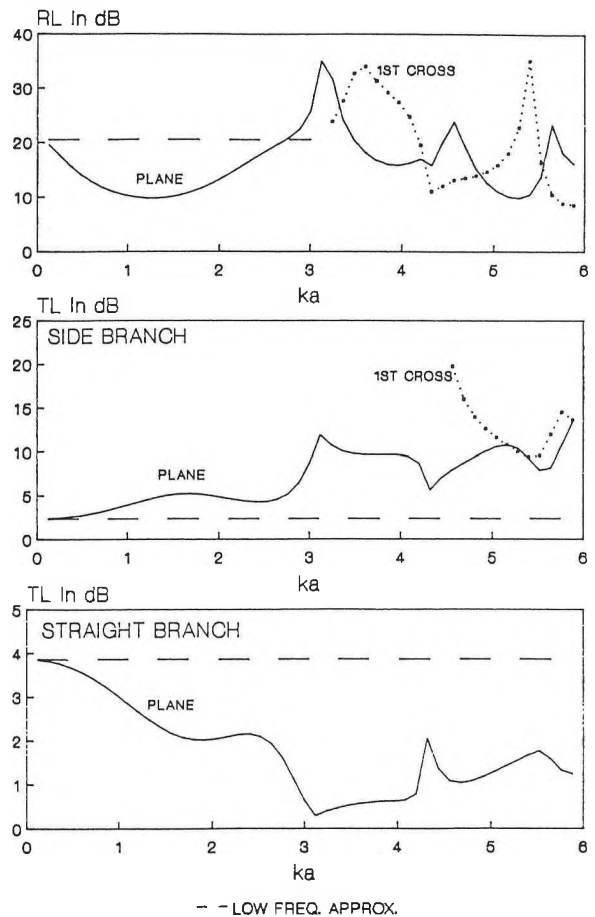 RL In dB
40
30
20
10
0
1ST CROSS
PLANE
0 1 2 3 4 5 6
ka
TL In dB
25
20
15
10
5
0
SIDE BRANCH
1ST CROSS
PLANE
0 1 2 3 4 5 6
ka
TL In dB
5
4
3
2
1
0
STRAIGHT BRANCH
PLANE
0 1 2 3 4 5 6
ka
– – LOW FREQ. APPROX.